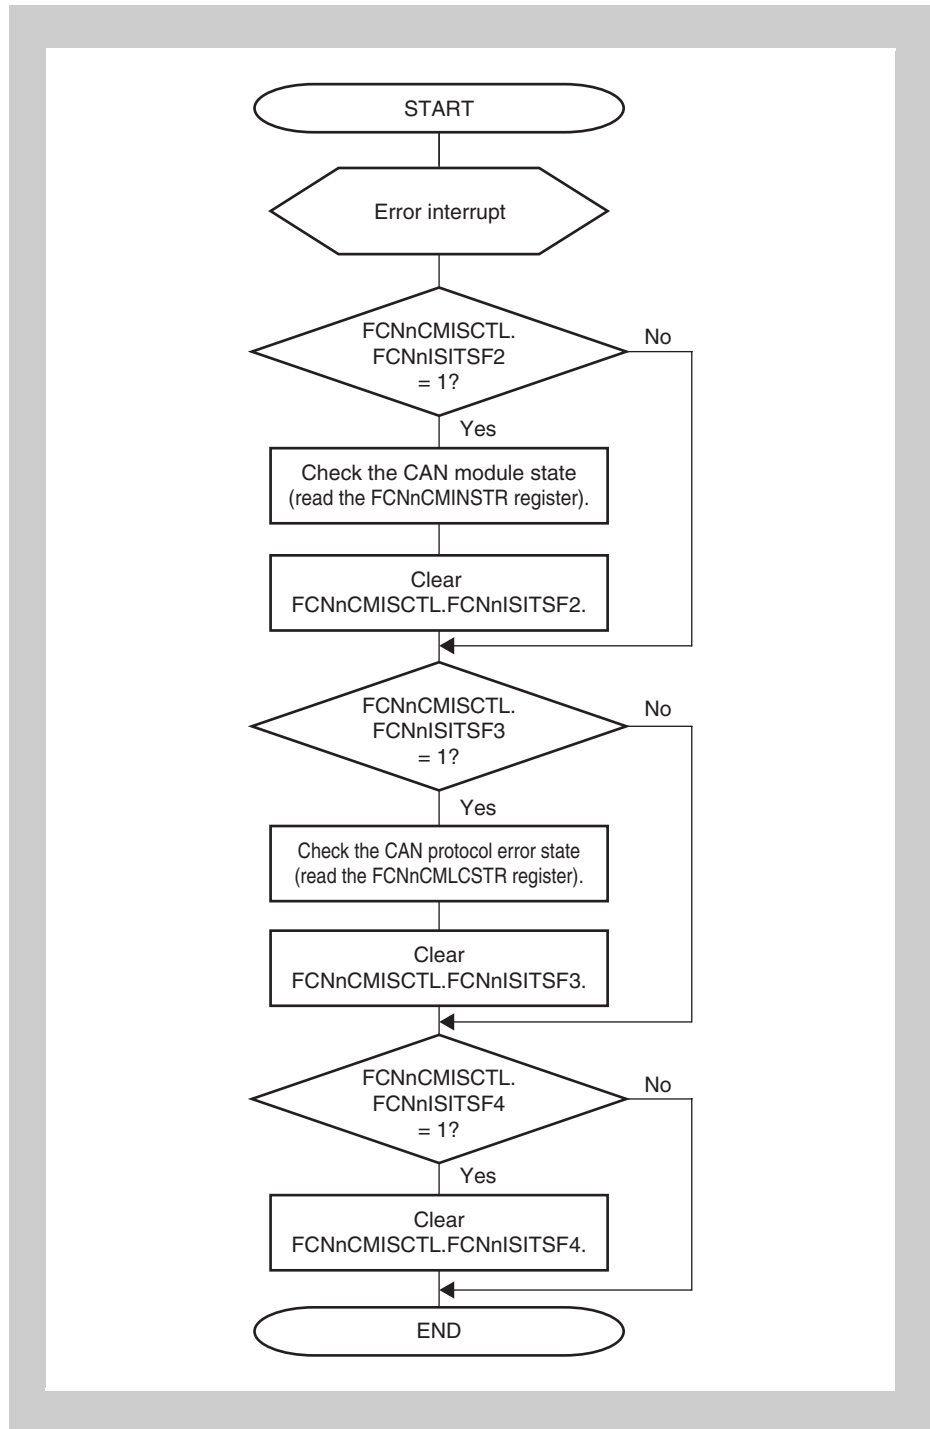 START
Error interrupt
FCNnCMISCTL.
FCNnISITSF2
= 1?
No
Yes
Check the CAN module state
(read the FCNnCMINSTR register).
Clear
FCNnCMISCTL.FCNnISITSF2.
FCNnCMISCTL.
FCNnISITSF3
= 1?
No
Yes
Check the CAN protocol error state
(read the FCNnCMLCSTR register).
Clear
FCNnCMISCTL.FCNnISITSF3.
FCNnCMISCTL.
FCNnISITSF4
= 1?
No
Yes
Clear
FCNnCMISCTL.FCNnISITSF4.
END